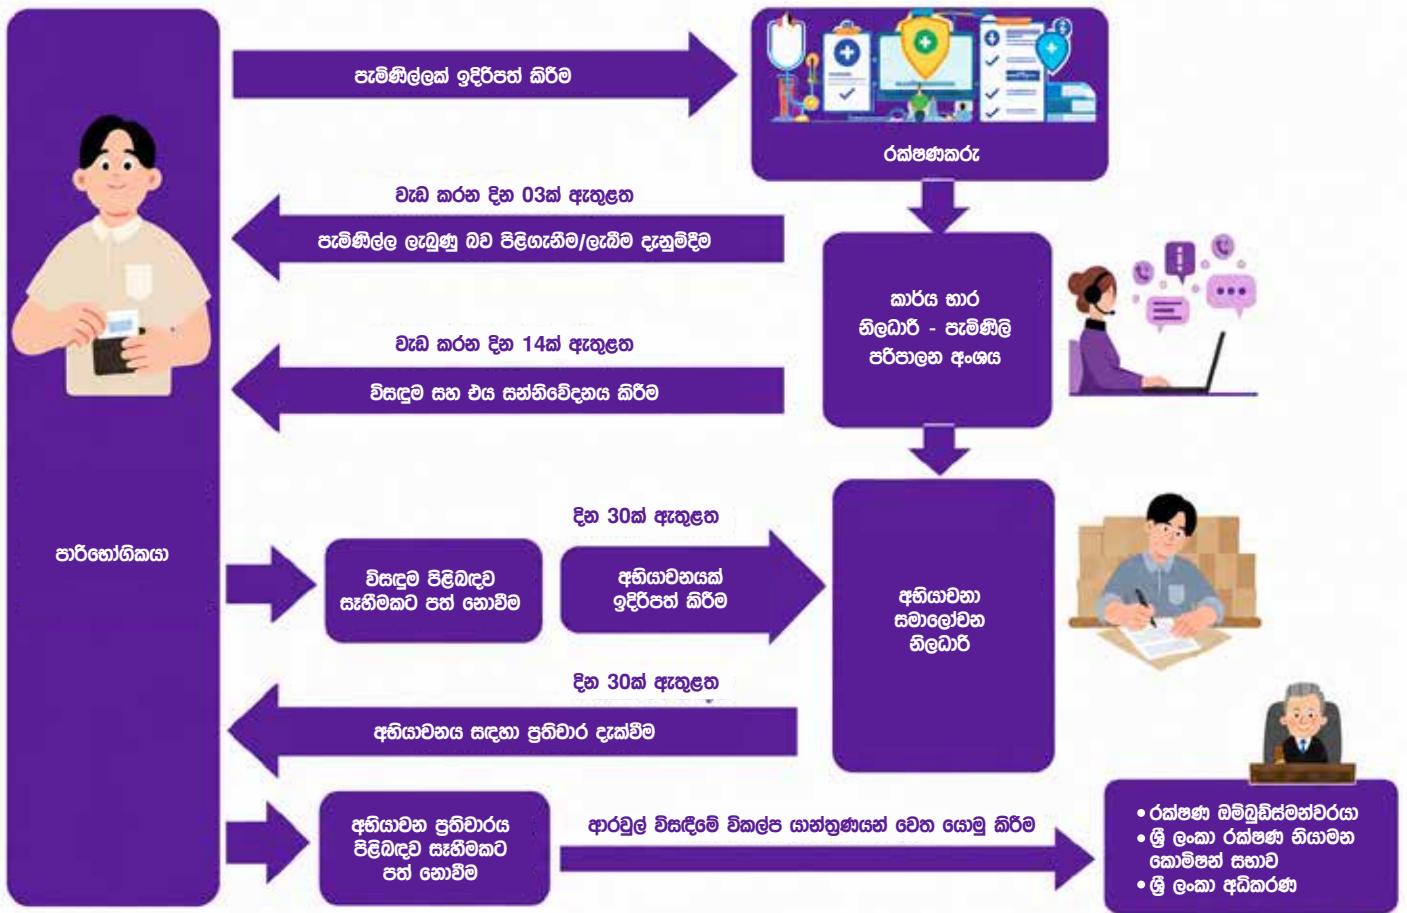 පැමිණිල්ලක් ඉදිරිපත් කිරීම
රක්ෂණකරු
වැඩ කරන දින 03ක් ඇතුළත
පැමිණිල්ල ලැබුණු බව පිළිගැනීම/ලැබීම දැනුම්දීම
කාර්ය භාර
නිලධාරී - පැමිණිලි
පරිපාලන අංශය
වැඩ කරන දින 14ක් ඇතුළත
විසඳුම සහ එය සන්නිවේදනය කිරීම
පාරිභෝගිකයා
විසඳුම පිළිබඳව
සෑහීමකට පත් නොවීම
දින 30ක් ඇතුළත
අභියාචනයක්
ඉදිරිපත් කිරීම
අභියාචනා
සමාලෝචන
නිලධාරි
දින 30ක් ඇතුළත
අභියාචනය සඳහා ප්‍රතිචාර දැක්වීම
අභියාචන ප්‍රතිචාරය
පිළිබඳව සෑහීමකට
පත් නොවීම
ආරවුල් විසඳීමේ විකල්ප යාන්ත්‍රණයන් වෙත යොමු කිරීම
• රක්ෂණ ඔම්බුඩ්ස්මන්වරයා
• ශ්‍රී ලංකා රක්ෂණ නියාමන
කොමිෂන් සභාව
• ශ්‍රී ලංකා අධිකරණ